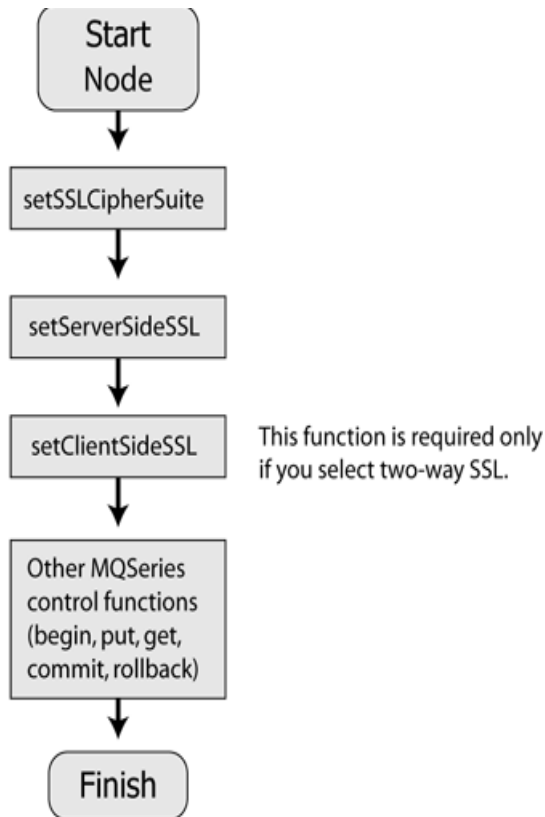 Start
Node
setSSLCipherSuite
setServerSideSSL
setClientSideSSL
This function is required only
if you select two-way SSL.
Other MQSeries
control functions
(begin, put, get,
commit, rollback)
Finish